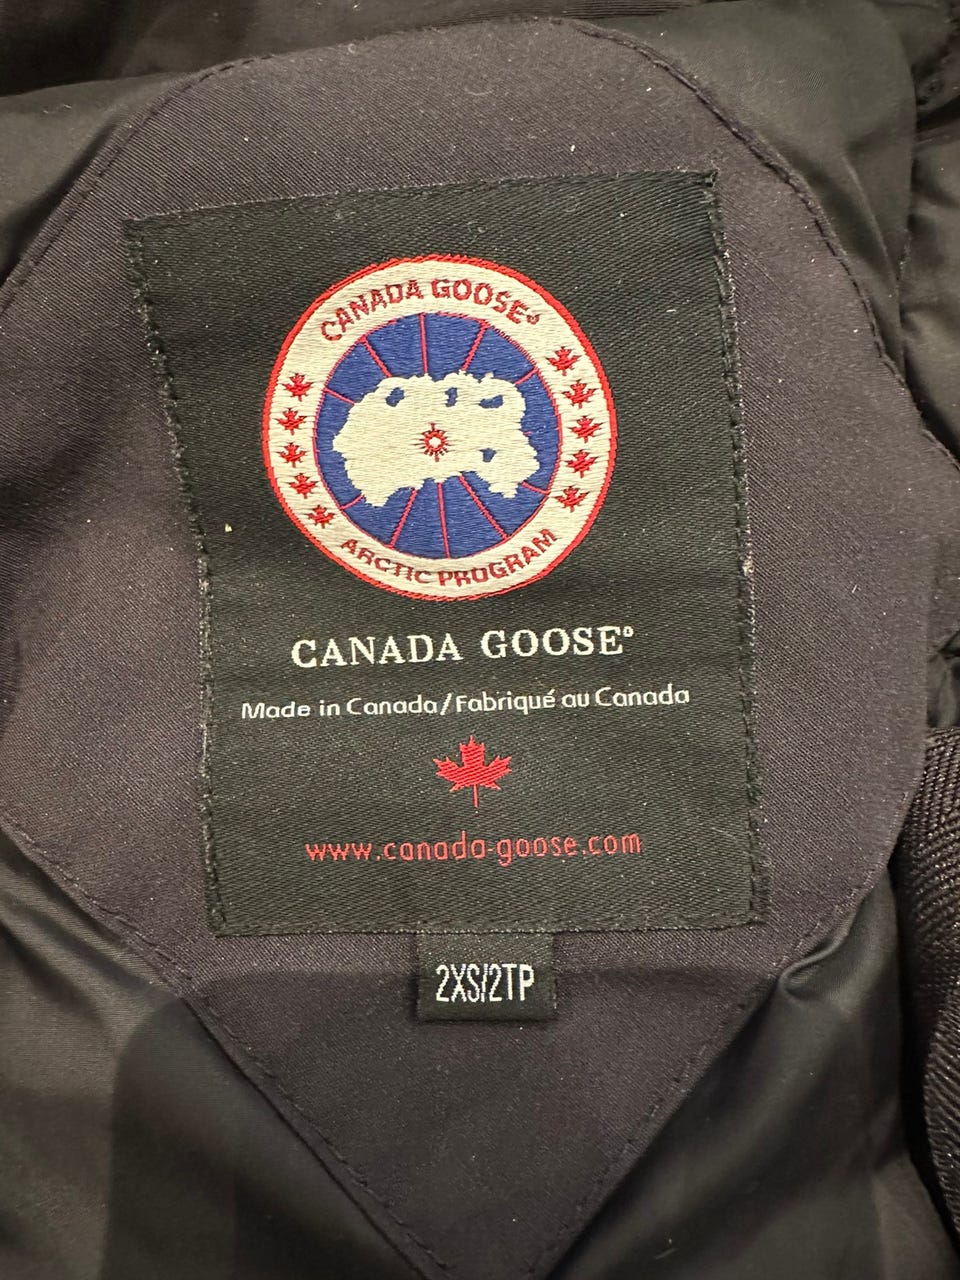 CANADA GOOSE®
ARCTIC PROGRAM
CANADA GOOSE®
Made in Canada/Fabriqué au Canada
www.canada-goose.com
2XS/2TP